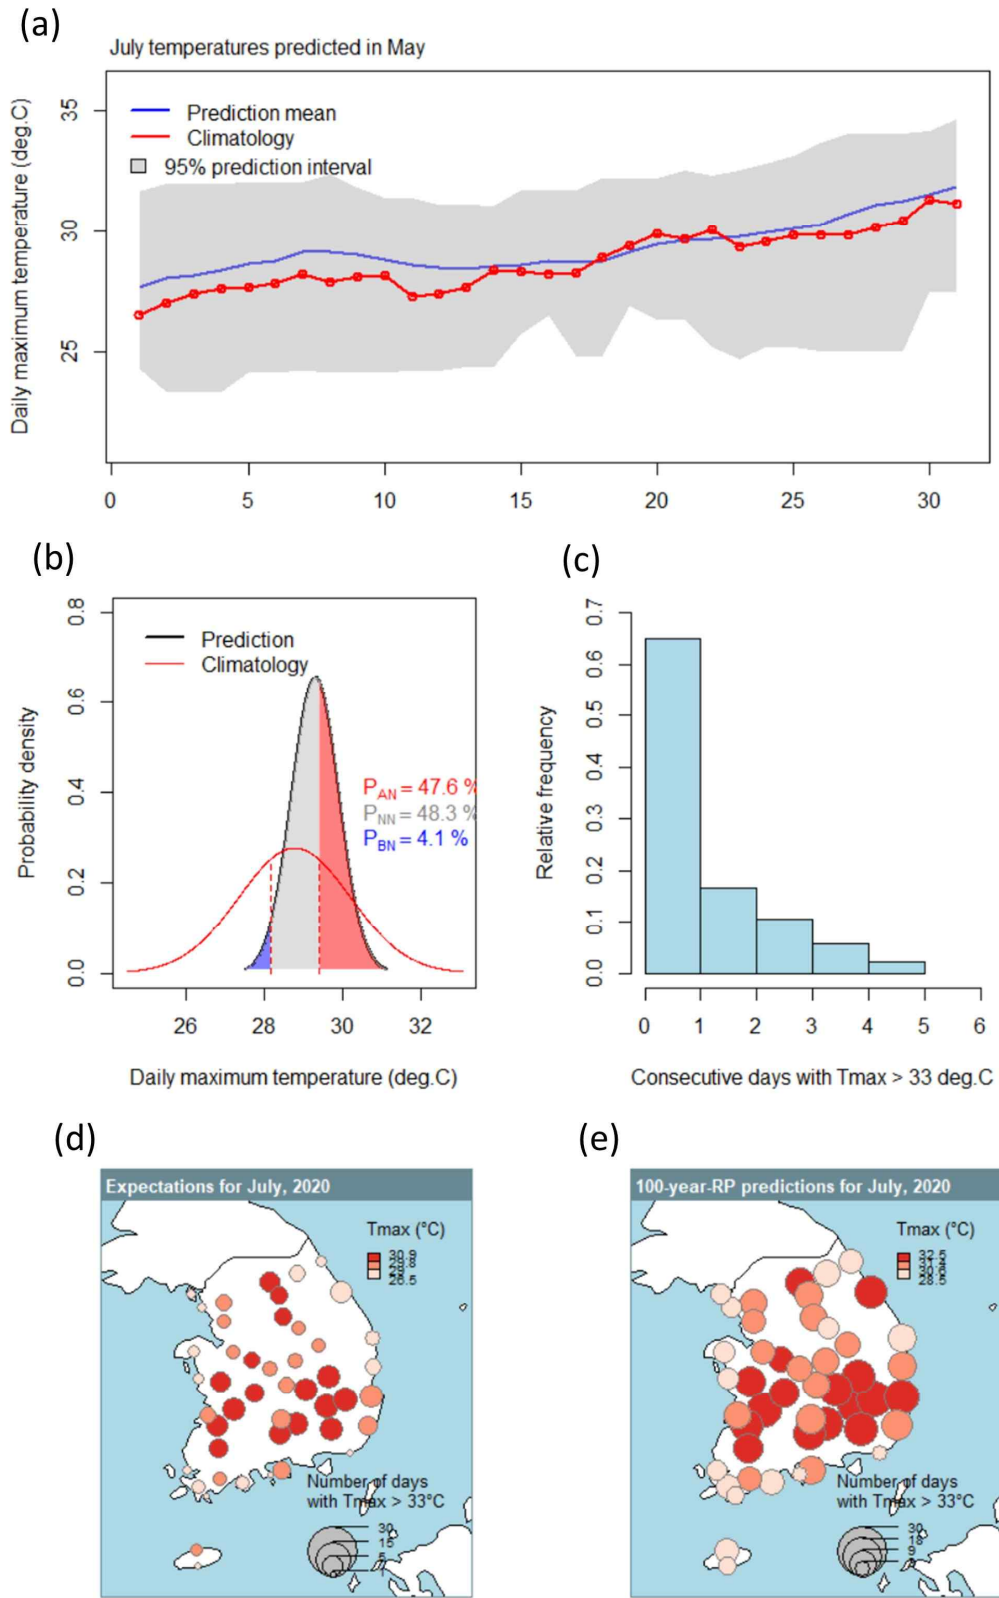 (a)
July temperatures predicted in May
Daily maximum temperature (deg.C)
35
30
25
Prediction mean
Climatology
95% prediction interval
0 5 10 15 20 25 30
(b)
Probability density
0.8
0.6
0.4
0.2
0.0
Prediction
Climatology
PAN = 47.6 %
PNN = 48.3 %
PBN = 4.1 %
26 28 30 32
Daily maximum temperature (deg.C)
(c)
Relative frequency
0.7
0.6
0.5
0.4
0.3
0.2
0.1
0.0
0 1 2 3 4 5 6
Consecutive days with Tmax > 33 deg.C
(d)
Expectations for July, 2020
Tmax (°C)
30.9
29.8
26.5
Number of days
with Tmax > 33°C
30
15
5
1
(e)
100-year-RP predictions for July, 2020
Tmax (°C)
32.5
31.4
28.5
Number of days
with Tmax > 33°C
30
18
9